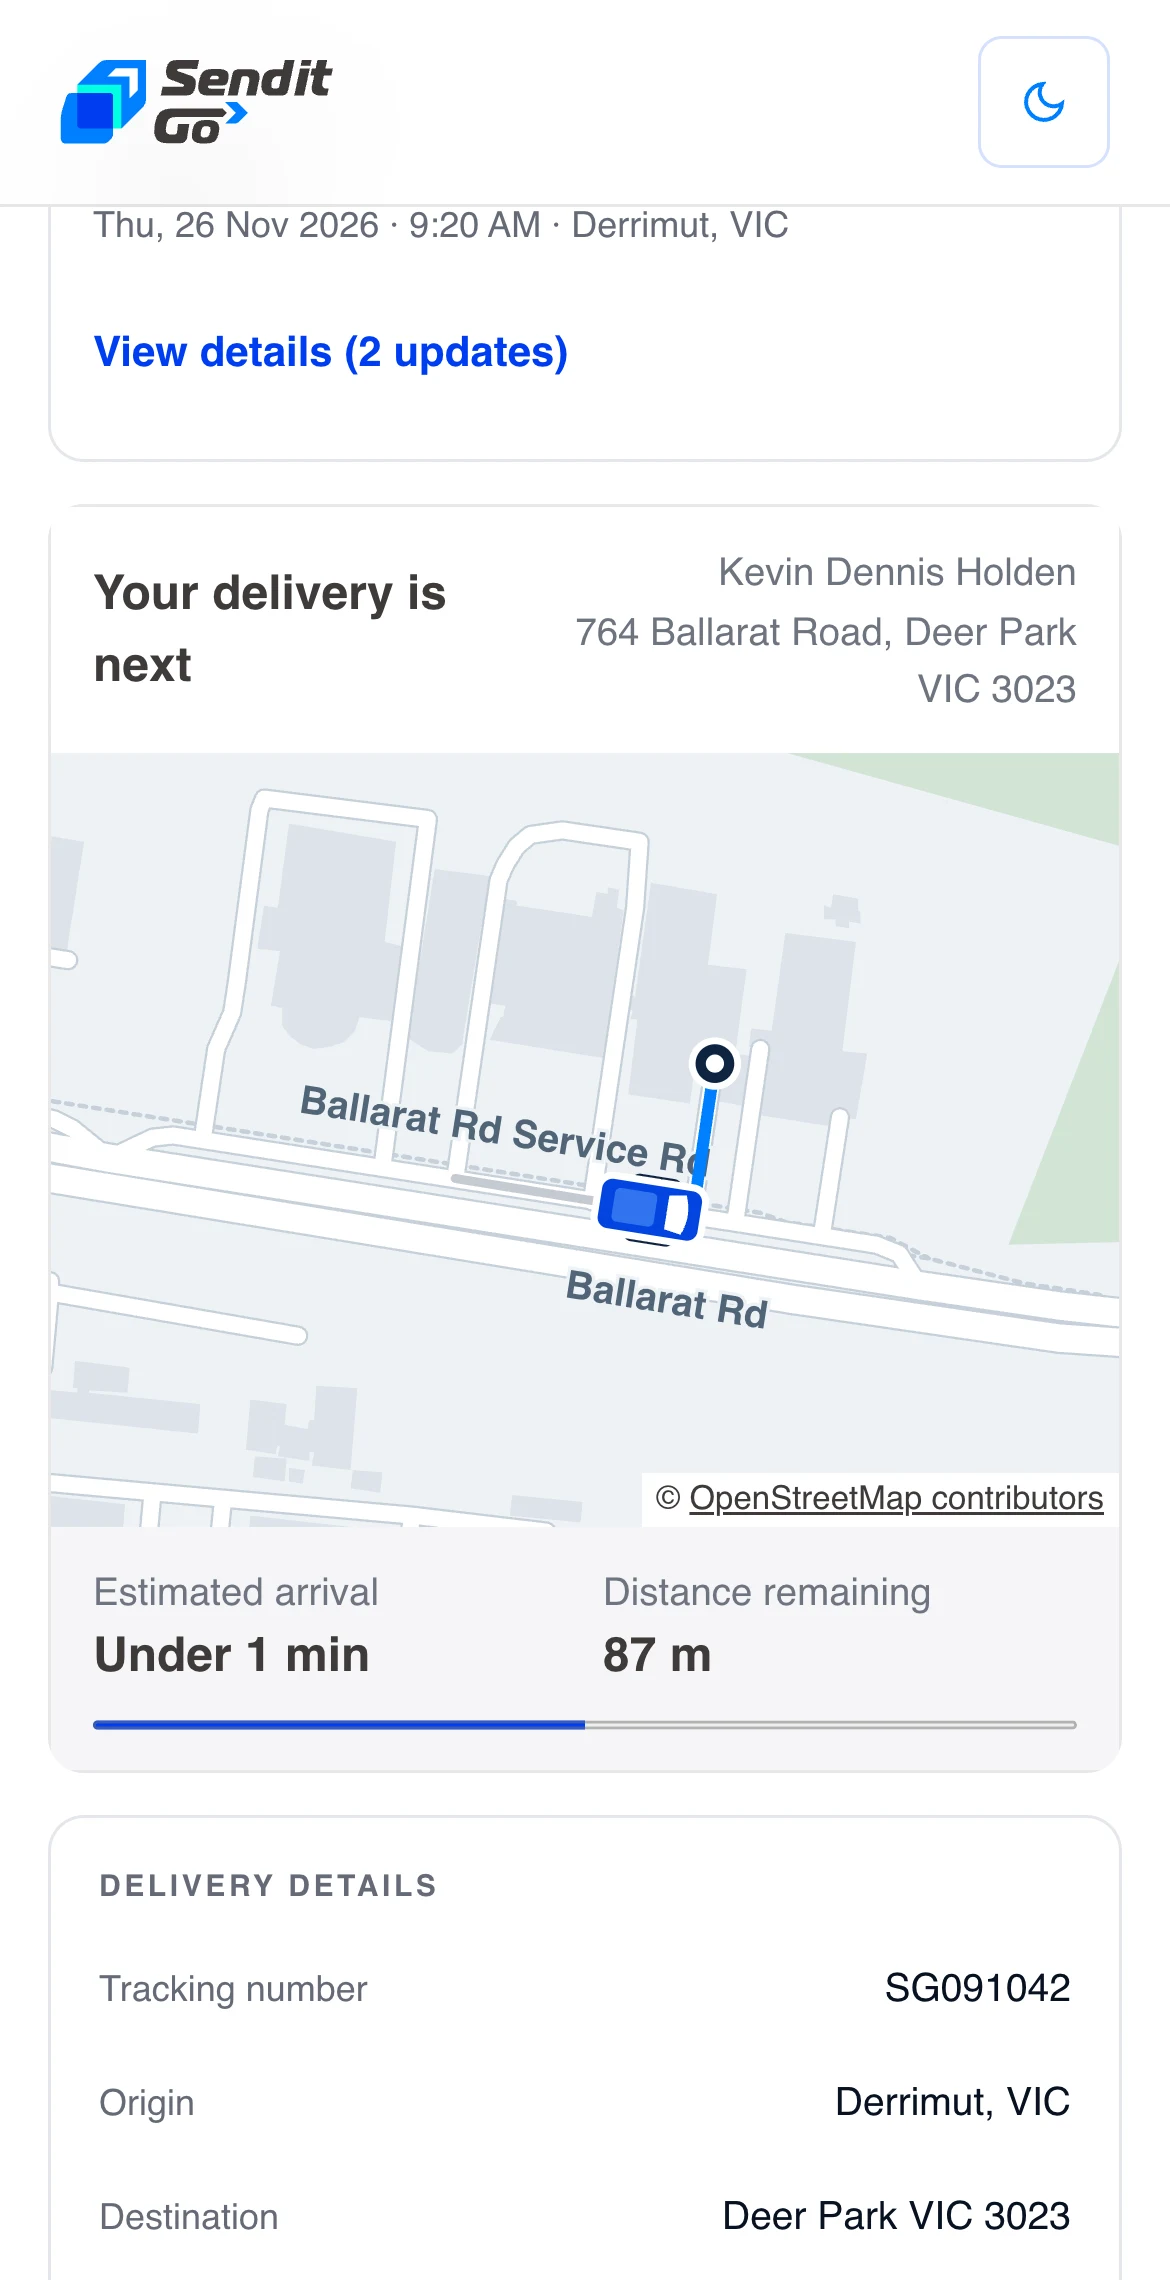 Sendit
Go
Thu, 26 Nov 2026 · 9:20 AM · Derrimut, VIC
View details (2 updates)
Your delivery is
next
Kevin Dennis Holden
764 Ballarat Road, Deer Park
VIC 3023
Ballarat Rd Service Rd
Ballarat Rd
© OpenStreetMap contributors
Estimated arrival
Under 1 min
Distance remaining
87 m
DELIVERY DETAILS
Tracking number
SG091042
Origin
Derrimut, VIC
Destination
Deer Park VIC 3023